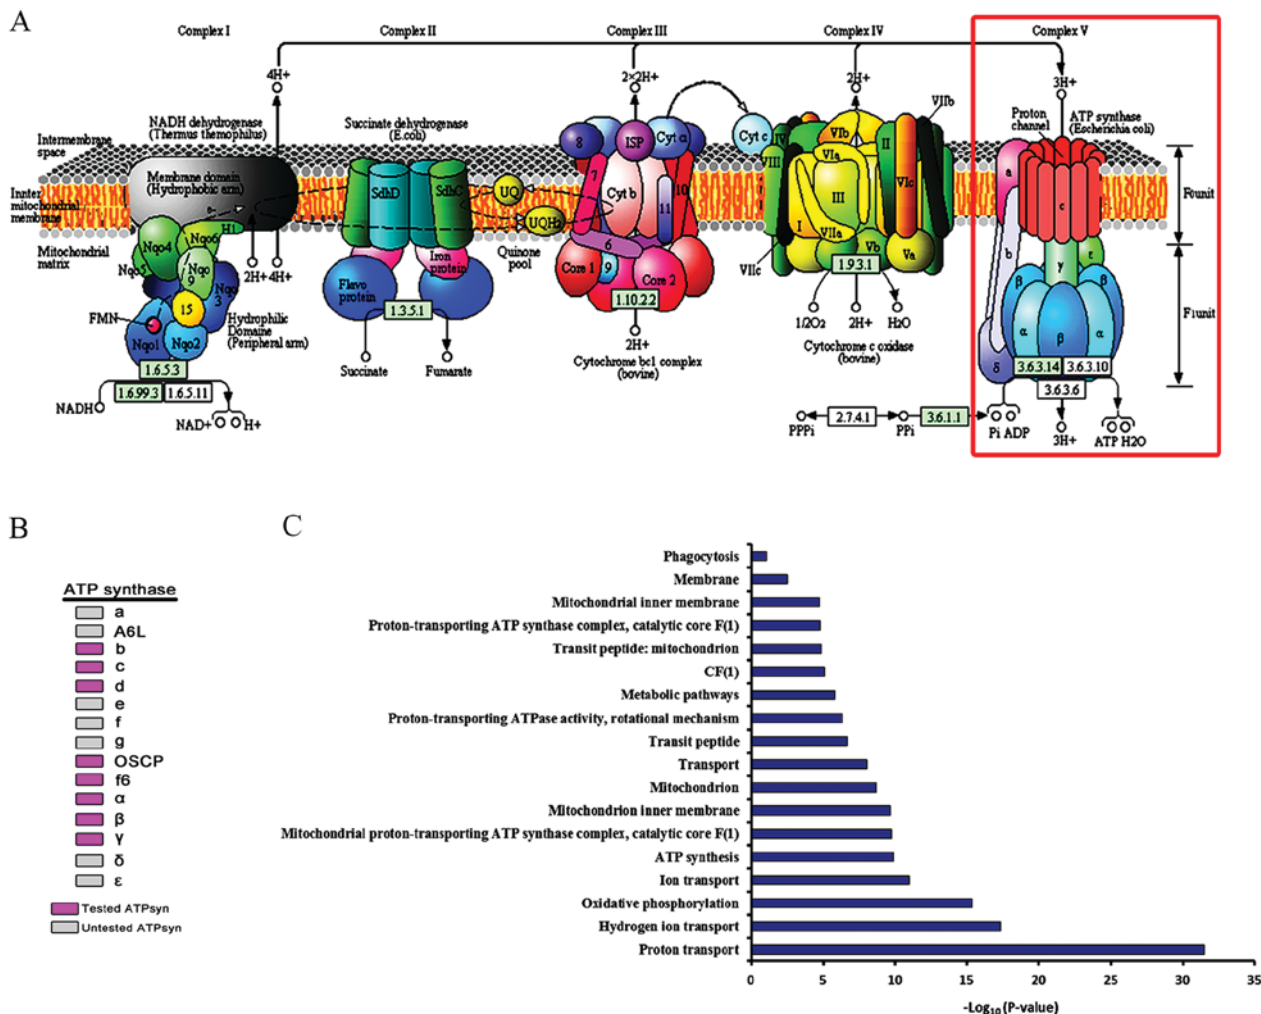 A
Complex I
Complex II
Complex III
Complex IV
Complex V
4H+
2×2H+
2H+
3H+
NADH dehydrogenase
(Thermus themophilus)
Succinate dehydrogenase
(E.coli)
ATP synthase
(Escherichia coli)
Proton
channel
Intermembrane
space
Innter
mitochondrial
membrane
Mitochondrial
matrix
Membrane domain
(Hydrophobic arm)
e-
H1
Nqo4
Nqo6
Nqo5
Nqo
9
Nqo
3
15
FMN
Nqo1
Nqo2
2H+
4H+
Hydrophilic
Domaine
(Peripheral arm)
1.6.5.3
1.6.99.3
1.6.5.11
NADH
NAD+
H+
SdhD
SdhC
Flavo
protein
Iron
protein
1.3.5.1
Succinate
Fumarate
UQ
UQH2
Quinone
pool
8
ISP
Cyt a
7
Cyt b
10
11
6
Core 1
9
Core 2
1.10.2.2
2H+
Cytochrome bc1 complex
(bovine)
Cyt c
IV
VIII
VIb
VIa
II
VIIb
VIc
III
I
VIIa
VIIc
Vb
Va
1.9.3.1
1/2O2
2H+
H2O
Cytochrome c oxidase
(bovine)
PPPi
2.7.4.1
PPi
3.6.1.1
a
c
b
γ
ε
β
β
α
β
α
δ
3.6.3.14
3.6.3.10
3.6.3.6
Pi ADP
3H+
ATP H2O
Founit
F1unit
B
ATP synthase
a
A6L
b
c
d
e
f
g
OSCP
f6
α
β
γ
δ
ε
Tested ATPsyn
Untested ATPsyn
C
Phagocytosis
Membrane
Mitochondrial inner membrane
Proton-transporting ATP synthase complex, catalytic core F(1)
Transit peptide: mitochondrion
CF(1)
Metabolic pathways
Proton-transporting ATPase activity, rotational mechanism
Transit peptide
Transport
Mitochondrion
Mitochondrion inner membrane
Mitochondrial proton-transporting ATP synthase complex, catalytic core F(1)
ATP synthesis
Ion transport
Oxidative phosphorylation
Hydrogen ion transport
Proton transport
0 5 10 15 20 25 30 35
-Log10 (P-value)